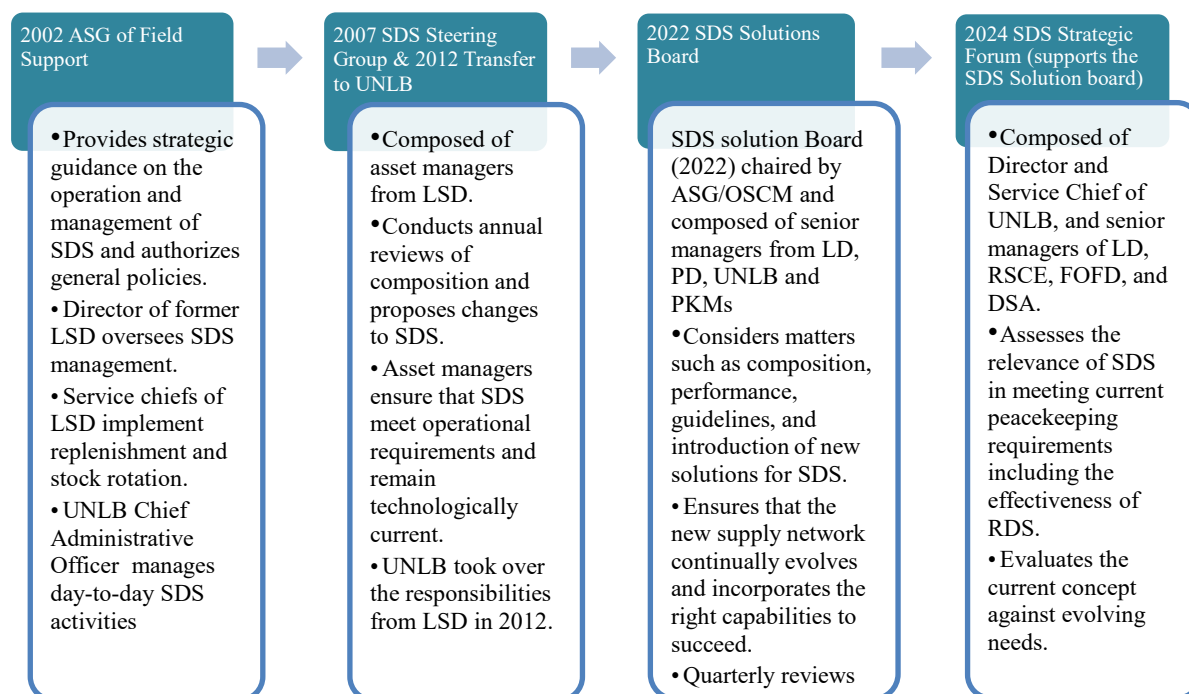 2002 ASG of Field
Support
•Provides strategic
guidance on the
operation and
management of
SDS and authorizes
general policies.
• Director of former
LSD oversees SDS
management.
• Service chiefs of
LSD implement
replenishment and
stock rotation.
• UNLB Chief
Administrative
Officer  manages
day-to-day SDS
activities
2007 SDS Steering
Group & 2012 Transfer
to UNLB
•Composed of
asset managers
from LSD.
•Conducts annual
reviews of
composition and
proposes changes
to SDS.
• Asset managers
ensure that SDS
meet operational
requirements and
remain
technologically
current.
• UNLB took over
the responsibilities
from LSD in 2012.
2022 SDS Solutions
Board
SDS solution Board
(2022) chaired by
ASG/OSCM and
composed of senior
managers from LD,
PD, UNLB and
PKMs
•Considers matters
such as composition,
performance,
guidelines, and
introduction of new
solutions for SDS.
• Ensures that the
new supply network
continually evolves
and incorporates the
right capabilities to
succeed.
• Quarterly reviews
2024 SDS Strategic
Forum (supports the
SDS Solution board)
•Composed of
Director and
Service Chief of
UNLB, and senior
managers of LD,
RSCE, FOFD, and
DSA.
•Assesses the
relevance of SDS
in meeting current
peacekeeping
requirements
including the
effectiveness of
RDS.
• Evaluates the
current concept
against evolving
needs.